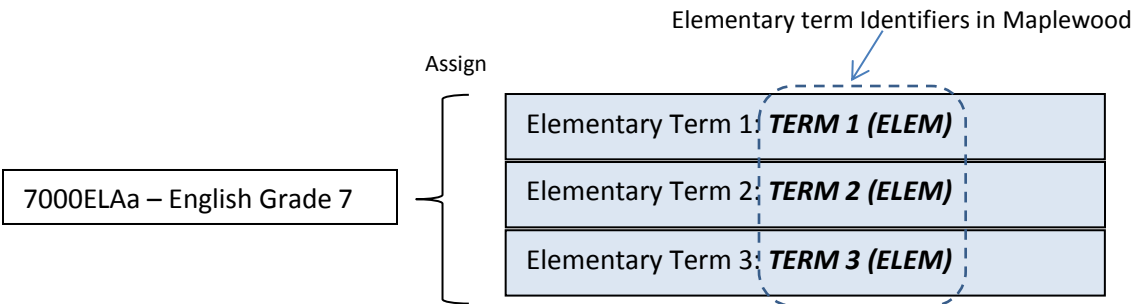 Elementary term Identifiers in Maplewood
Assign
Elementary Term 1: TERM 1 (ELEM)
7000ELAa – English Grade 7
Elementary Term 2: TERM 2 (ELEM)
Elementary Term 3: TERM 3 (ELEM)